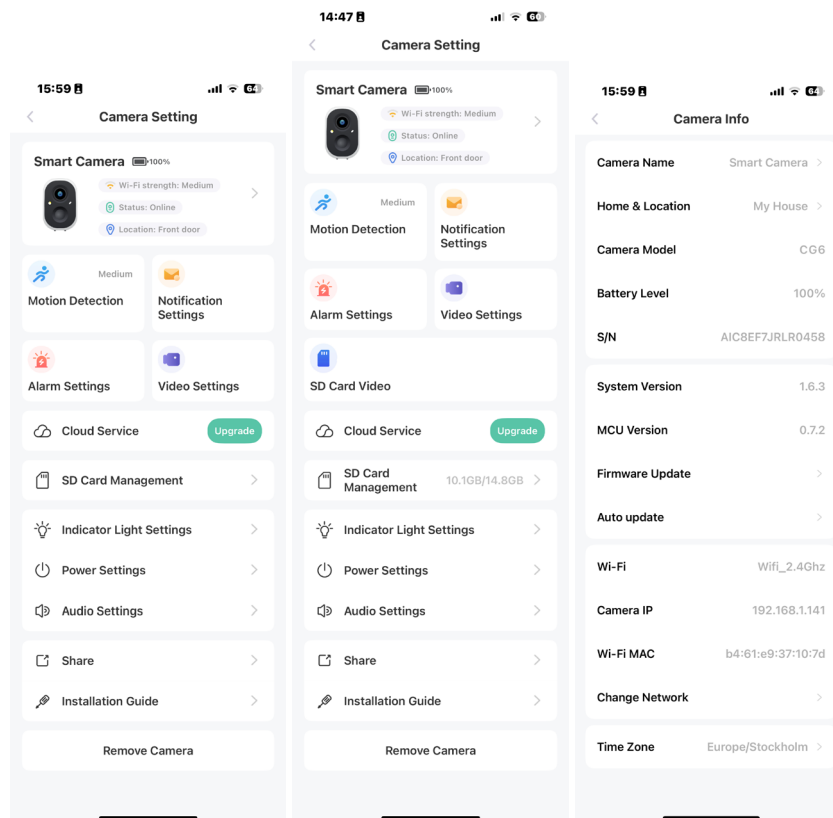 15:59
64
Camera Setting
Smart Camera
100%
Wi-Fi strength: Medium
Status: Online
Location: Front door
Medium
Motion Detection
Notification
Settings
Alarm Settings
Video Settings
Cloud Service
Upgrade
SD Card Management
Indicator Light Settings
Power Settings
Audio Settings
Share
Installation Guide
Remove Camera
14:47
60
Camera Setting
Smart Camera
100%
Wi-Fi strength: Medium
Status: Online
Location: Front door
Medium
Motion Detection
Notification
Settings
Alarm Settings
Video Settings
SD Card Video
Cloud Service
Upgrade
SD Card
Management
10.1GB/14.8GB
Indicator Light Settings
Power Settings
Audio Settings
Share
Installation Guide
Remove Camera
15:59
64
Camera Info
Camera Name Smart Camera
Home & Location My House
Camera Model CG6
Battery Level 100%
S/N AIC8EF7JRLR0458
System Version 1.6.3
MCU Version 0.7.2
Firmware Update
Auto update
Wi-Fi Wifi_2.4Ghz
Camera IP 192.168.1.141
Wi-Fi MAC b4:61:e9:37:10:7d
Change Network
Time Zone Europe/Stockholm